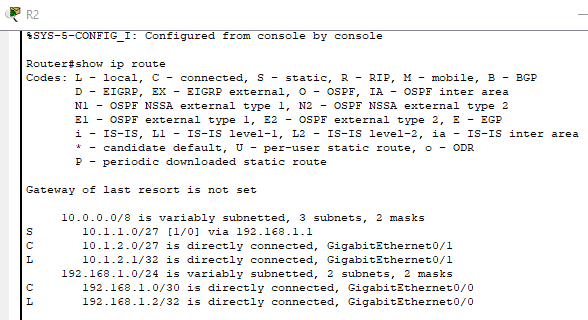 R2
%SYS-5-CONFIG_I: Configured from console by console
Router#show ip route
Codes: L - local, C - connected, S - static, R - RIP, M - mobile, B - BGP
D - EIGRP, EX - EIGRP external, O - OSPF, IA - OSPF inter area
N1 - OSPF NSSA external type 1, N2 - OSPF NSSA external type 2
E1 - OSPF external type 1, E2 - OSPF external type 2, E - EGP
i - IS-IS, L1 - IS-IS level-1, L2 - IS-IS level-2, ia - IS-IS inter area
* - candidate default, U - per-user static route, o - ODR
P - periodic downloaded static route
Gateway of last resort is not set
10.0.0.0/8 is variably subnetted, 3 subnets, 2 masks
S 10.1.1.0/27 [1/0] via 192.168.1.1
C 10.1.2.0/27 is directly connected, GigabitEthernet0/1
L 10.1.2.1/32 is directly connected, GigabitEthernet0/1
192.168.1.0/24 is variably subnetted, 2 subnets, 2 masks
C 192.168.1.0/30 is directly connected, GigabitEthernet0/0
L 192.168.1.2/32 is directly connected, GigabitEthernet0/0